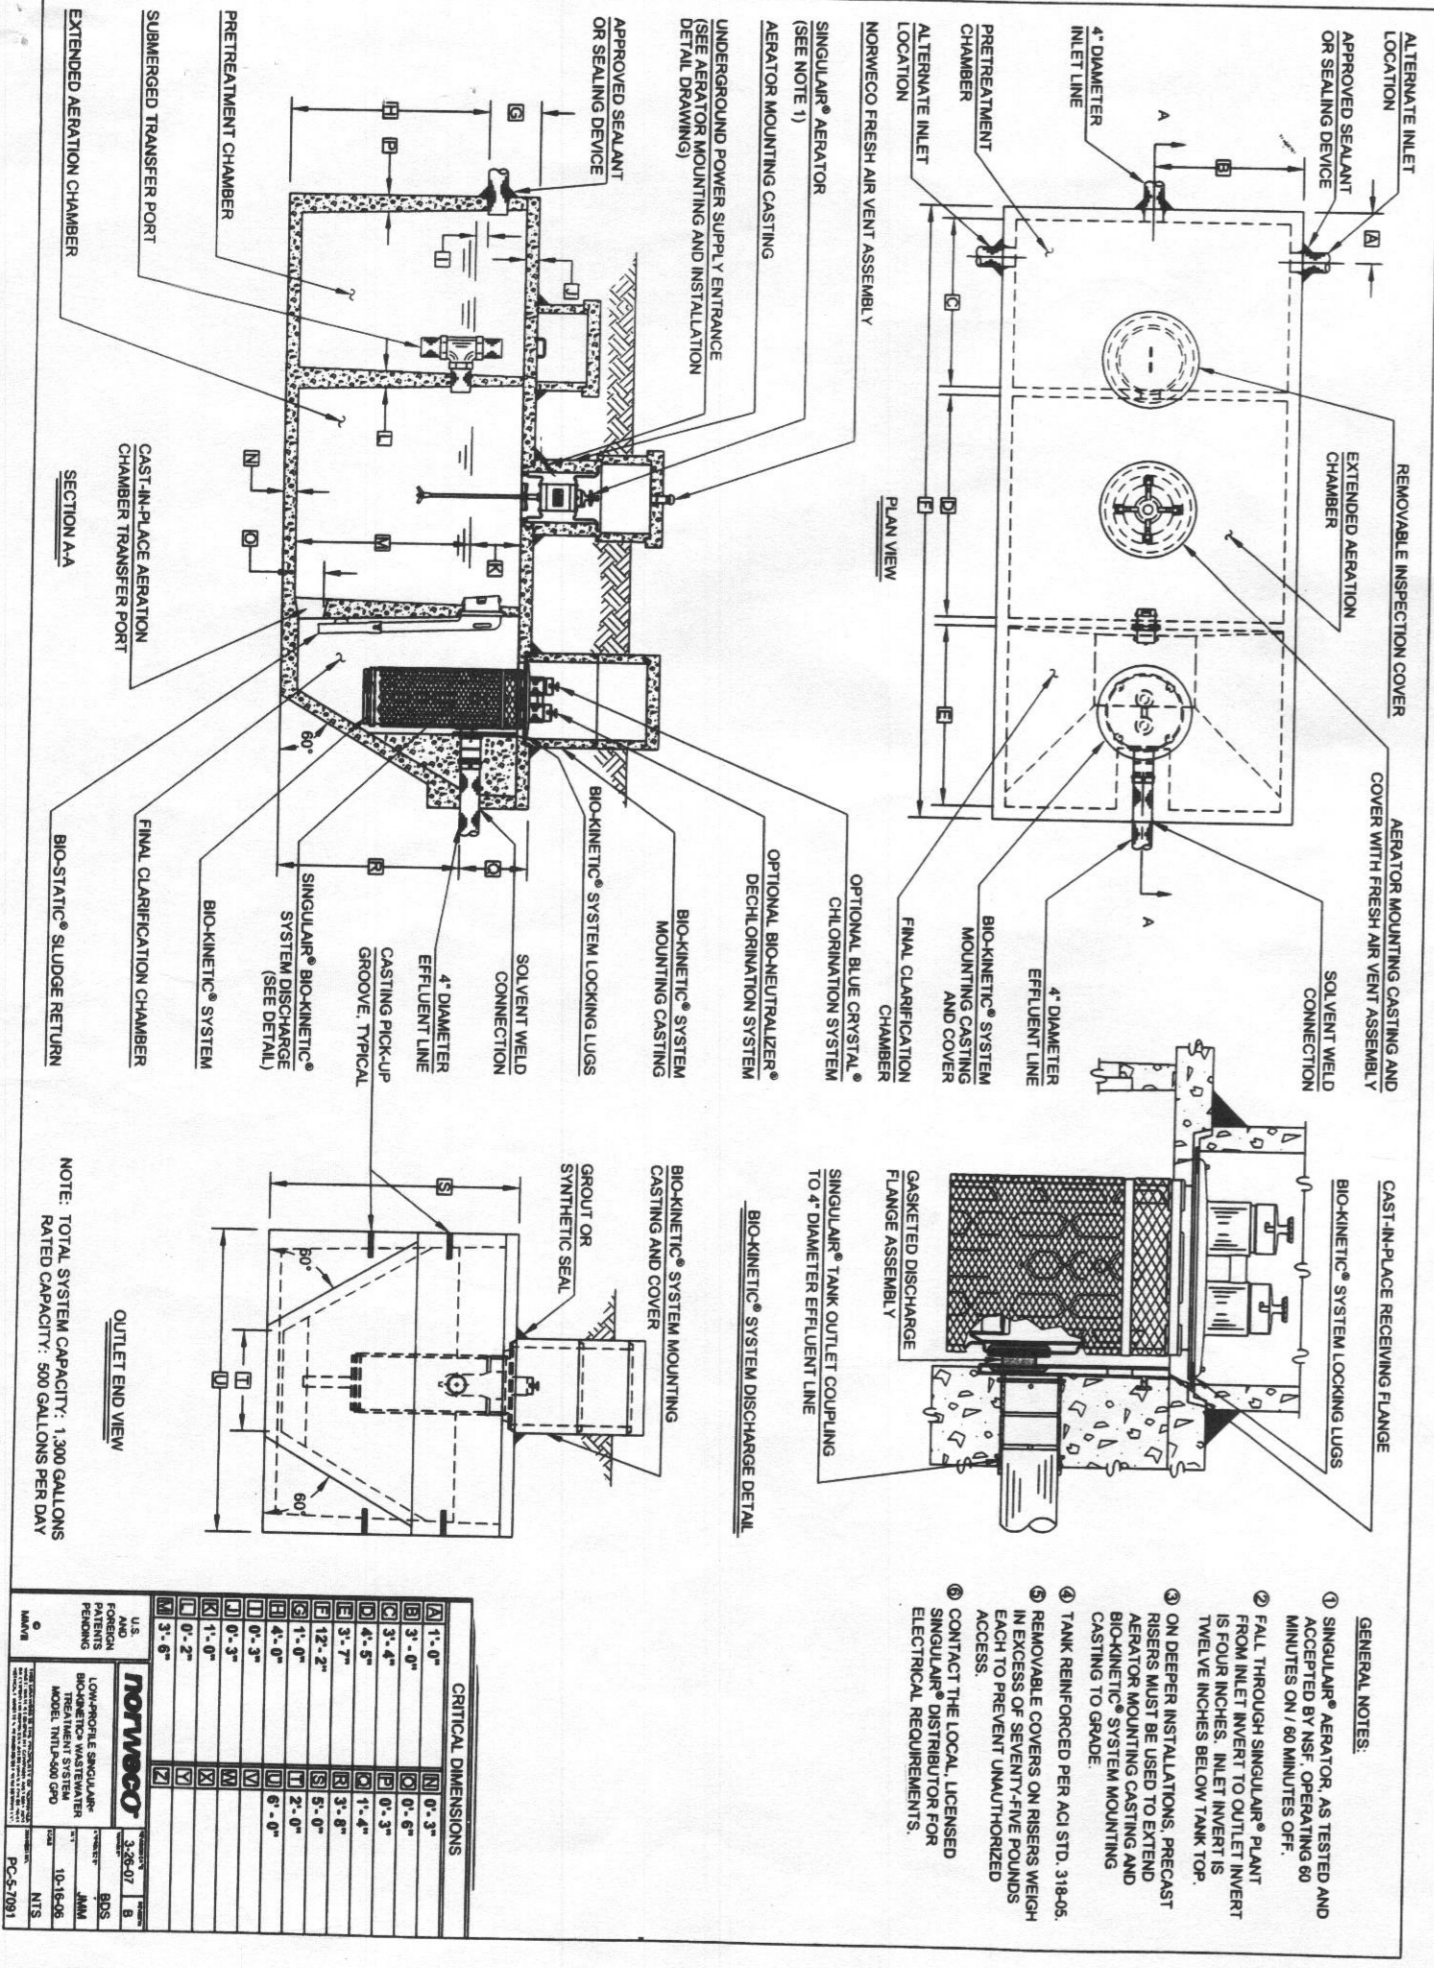 ALTERNATE INLET
LOCATION
APPROVED SEALANT
OR SEALING DEVICE
4" DIAMETER
INLET LINE
PRETREATMENT
CHAMBER
ALTERNATE INLET
LOCATION
REMOVABLE INSPECTION COVER
EXTENDED AERATION
CHAMBER
AERATOR MOUNTING CASTING AND
COVER WITH FRESH AIR VENT ASSEMBLY
SOLVENT WELD
CONNECTION
4" DIAMETER
EFFLUENT LINE
BIO-KINETIC® SYSTEM
MOUNTING CASTING
AND COVER
FINAL CLARIFICATION
CHAMBER
A
A
A
B
C
D
E
F
PLAN VIEW
NORWECO FRESH AIR VENT ASSEMBLY
SINGULAIR® AERATOR
(SEE NOTE 1)
AERATOR MOUNTING CASTING
UNDERGROUND POWER SUPPLY ENTRANCE
(SEE AERATOR MOUNTING AND INSTALLATION
DETAIL DRAWING)
APPROVED SEALANT
OR SEALING DEVICE
PRETREATMENT CHAMBER
SUBMERGED TRANSFER PORT
EXTENDED AERATION CHAMBER
OPTIONAL BLUE CRYSTAL®
CHLORINATION SYSTEM
OPTIONAL BIO-NEUTRALIZER®
DECHLORINATION SYSTEM
BIO-KINETIC® SYSTEM
MOUNTING CASTING
BIO-KINETIC® SYSTEM LOCKING LUGS
SOLVENT WELD
CONNECTION
4" DIAMETER
EFFLUENT LINE
SINGULAIR® BIO-KINETIC®
SYSTEM DISCHARGE
(SEE DETAIL)
BIO-KINETIC® SYSTEM
FINAL CLARIFICATION CHAMBER
BIO-STATIC® SLUDGE RETURN
CAST-IN-PLACE AERATION
CHAMBER TRANSFER PORT
G
H
P
I
J
L
K
M
N
O
Q
R
60°
SECTION A-A
CAST-IN-PLACE RECEIVING FLANGE
BIO-KINETIC® SYSTEM LOCKING LUGS
GASKETED DISCHARGE
FLANGE ASSEMBLY
SINGULAIR® TANK OUTLET COUPLING
TO 4" DIAMETER EFFLUENT LINE
BIO-KINETIC® SYSTEM DISCHARGE DETAIL
BIO-KINETIC® SYSTEM MOUNTING
CASTING AND COVER
GROUT OR
SYNTHETIC SEAL
CASTING PICK-UP
GROOVE, TYPICAL
S
T
U
60°
60°
OUTLET END VIEW
NOTE: TOTAL SYSTEM CAPACITY: 1,300 GALLONS
RATED CAPACITY: 500 GALLONS PER DAY
GENERAL NOTES:
① SINGULAIR® AERATOR, AS TESTED AND
ACCEPTED BY NSF, OPERATING 60
MINUTES ON / 60 MINUTES OFF.
② FALL THROUGH SINGULAIR® PLANT
FROM INLET INVERT TO OUTLET INVERT
IS FOUR INCHES. INLET INVERT IS
TWELVE INCHES BELOW TANK TOP.
③ ON DEEPER INSTALLATIONS, PRECAST
RISERS MUST BE USED TO EXTEND
AERATOR MOUNTING CASTING AND
BIO-KINETIC® SYSTEM MOUNTING
CASTING TO GRADE.
④ TANK REINFORCED PER ACI STD. 318-05.
⑤ REMOVABLE COVERS ON RISERS WEIGH
IN EXCESS OF SEVENTY-FIVE POUNDS
EACH TO PREVENT UNAUTHORIZED
ACCESS.
⑥ CONTACT THE LOCAL, LICENSED
SINGULAIR® DISTRIBUTOR FOR
ELECTRICAL REQUIREMENTS.
CRITICAL DIMENSIONS
A 1'-0" N 0'-3"
B 3'-0" O 0'-6"
C 3'-4" P 0'-3"
D 4'-5" Q 1'-4"
E 3'-7" R 3'-8"
F 12'-2" S 5'-0"
G 1'-0" T 2'-0"
H 4'-0" U 6'-0"
I 0'-3" V
J 0'-3" W
K 1'-0" X
L 0'-2" Y
M 3'-6" Z
U.S.
AND
FOREIGN
PATENTS
PENDING
©
MMVII
norweco®
LOW-PROFILE SINGULAIR®
BIO-KINETIC® WASTEWATER
TREATMENT SYSTEM
MODEL TNTLP-500 GPD
3-26-07
B
BDS
JMM
10-16-06
NTS
PC-5-7091